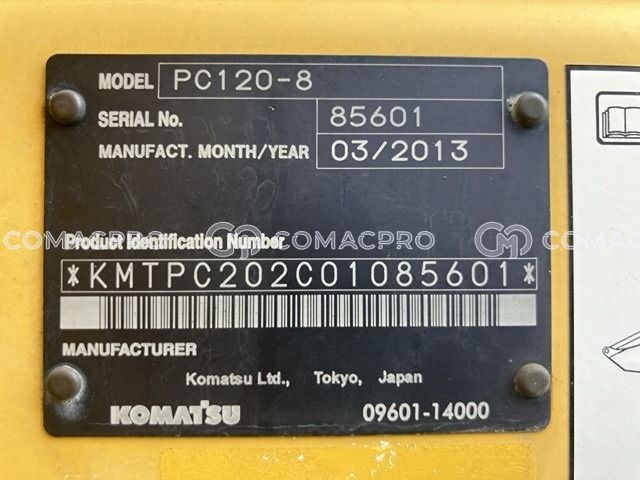 MODEL PC120-8
SERIAL No. 85601
MANUFACT. MONTH/YEAR 03/2013
Product Identification Number
COMACPRO COMACPRO
*KMTPC202C01085601*
MANUFACTURER
Komatsu Ltd., Tokyo, Japan
KOMATSU 09601-14000